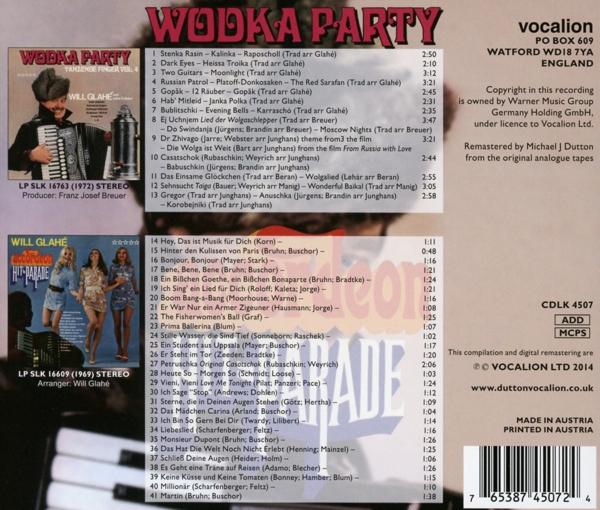 WODKA PARTY
WODKA PARTY
TANZENDE FINGER VOL. 4
WILL GLAHÉ
LP SLK 16763 (1972) STEREO
Producer: Franz Josef Breuer
1 Stenka Rasin – Kalinka – Raposcholl (Trad arr Glahé) 2:50
2 Dark Eyes – Heissa Troika (Trad arr Glahé) 2:10
3 Two Guitars – Moonlight (Trad arr Glahé) 3:12
4 Russian Patrol – Platoff-Donkosaken – The Red Sarafan (Trad arr Glahé) 3:21
5 Gopåk – 12 Räuber – Gopåk (Trad arr Glahé) 2:45
6 Hab' Mitleid – Janka Polka (Trad arr Glahé) 2:31
7 Bublitschki – Evening Bells – Karraschó (Trad arr Glahé) 2:35
8 Ej Uchnjem Lied der Wolgaschlepper (Trad arr Breuer) 3:47
– Do Swindanja (Jürgens; Brandin arr Breuer) – Moscow Nights (Trad arr Breuer)
9 Dr Zhivago (Jarre; Webster arr Junghans) theme from3 the film 2:21
– Die Wolga ist Weit (Bart arr Junghans) from the film From Russia with Love
10 Casatschok (Rubaschkin; Weyrich arr Junghans) 2:44
– Babuschkin (Jürgens; Brandin arr Junghans)
11 Das Einsame Glöckchen (Trad arr Beran) – Wolgalied (Lehár arr Beran) 2:55
12 Sehnsucht Taiga (Bauer; Weyrich arr Manig) – Wonderful Baikal (Trad arr Manig) 3:05
13 Gregor (Trad arr Junghans) – Anuschka (Jürgens; Brandin arr Junghans) 2:58
– Korobejniki (Trad arr Junghans)
WILL GLAHÉ
accordeon
HIT-PARADE
LP SLK 16609 (1969) STEREO
Arranger: Will Glahé
14 Hey, Das ist Musik für Dich (Korn) – 1:11
15 Hinter den Kulissen von Paris (Bruhn; Buschor) – 0:48
16 Bonjour, Bonjour (Mayer; Stark) – 1:16
17 Bene, Bene, Bene (Bruhn; Buschor) – 1:21
18 Ein Bißchen Goethe, ein Bißchen Bonaparte (Bruhn; Bradtke) – 1:24
19 Ich Sing' ein Lied für Dich (Roloff; Kaleta; Jorge) – 1:21
20 Boom Bang-a-Bang (Moorhouse; Warne) – 1:16
21 Er War Nur ein Armer Zigeuner (Hausmann; Jorge) – 1:18
22 The Fisherwomen's Ball (Graf) – 1:25
23 Prima Ballerina (Blum) – 1:07
24 Stille Wasser, die Sind Tief (Sonneborn; Raschek) – 1:02
25 Ein Student aus Uppsala (Mayer; Buschor) – 1:17
26 Er Steht im Tor (Zeeden; Bradtke) – 1:20
27 Petruschka Original Casatschok (Rubaschkin; Weyrich) – 2:06
28 Heute So – Morgen So (Schmidt; Loose) – 1:03
29 Vieni, Vieni Love Me Tonight (Pilat; Panzeri; Pace) – 1:24
30 Ich Sage "Stop" (Andrews; Dohlen) – 1:12
31 Sterne, die in Deinen Augen Stehen (Götz; Hertha) – 1:09
32 Das Mädchen Carina (Arland; Buschor) – 1:04
33 Ich Bin So Gern Bei Dir (Twardy; Lilibert) – 1:14
34 Liebeslied (Scharfenberger; Feltz) – 1:16
35 Monsieur Dupont (Bruhn; Buschor) – 1:26
36 Das Hat Die Welt Noch Nicht Erlebt (Henning; Mainzel) – 1:20
37 Schließ Deine Augen (Heider; Holm) – 1:06
38 Es Geht eine Träne auf Reisen (Adamo; Blecher) – 1:26
39 Keine Küsse und Keine Tomaten (Bonney; Hamber; Blum) – 1:15
40 Millionär (Scharfenberger; Feltz) – 1:10
41 Martin (Bruhn; Buschor) 1:38
vocalion
PO BOX 609
WATFORD WD18 7YA
ENGLAND
Copyright in this recording
is owned by Warner Music Group
Germany Holding GmbH,
under licence to Vocalion Ltd.
Remastered by Michael J Dutton
from the original analogue tapes
CDLK 4507
ADD
MCPS
This compilation and digital remastering are
℗ © VOCALION LTD 2014
www.duttonvocalion.co.uk
MADE IN AUSTRIA
PRINTED IN AUSTRIA
7 65387 45072 4